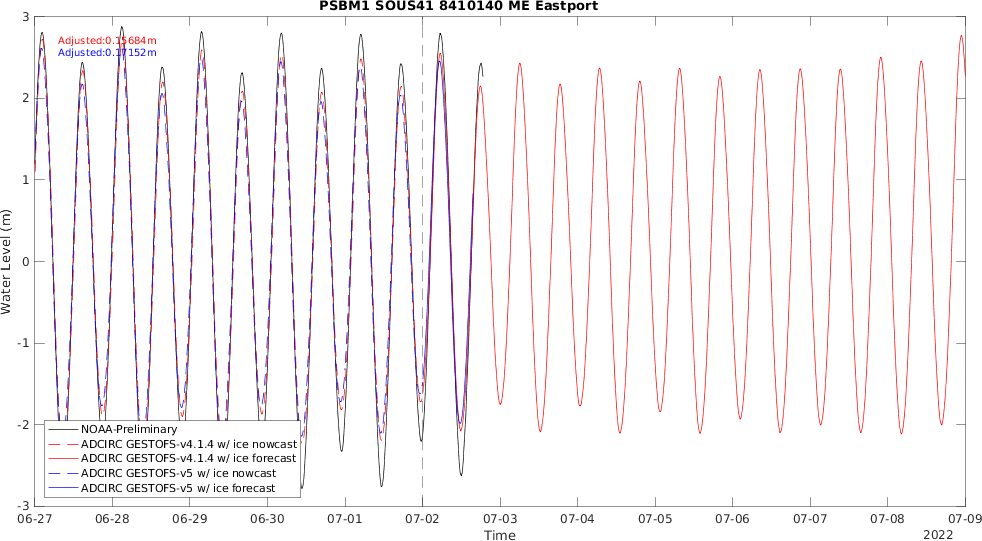 PSBM1 SOUS41 8410140 ME Eastport
3
Adjusted:0.15684m
Adjusted:0.17152m
2
1
0
-1
-2
-3
Water Level (m)
NOAA-Preliminary
ADCIRC GESTOFS-v4.1.4 w/ ice nowcast
ADCIRC GESTOFS-v4.1.4 w/ ice forecast
ADCIRC GESTOFS-v5 w/ ice nowcast
ADCIRC GESTOFS-v5 w/ ice forecast
06-27 06-28 06-29 06-30 07-01 07-02 07-03 07-04 07-05 07-06 07-07 07-08 07-09
Time
2022